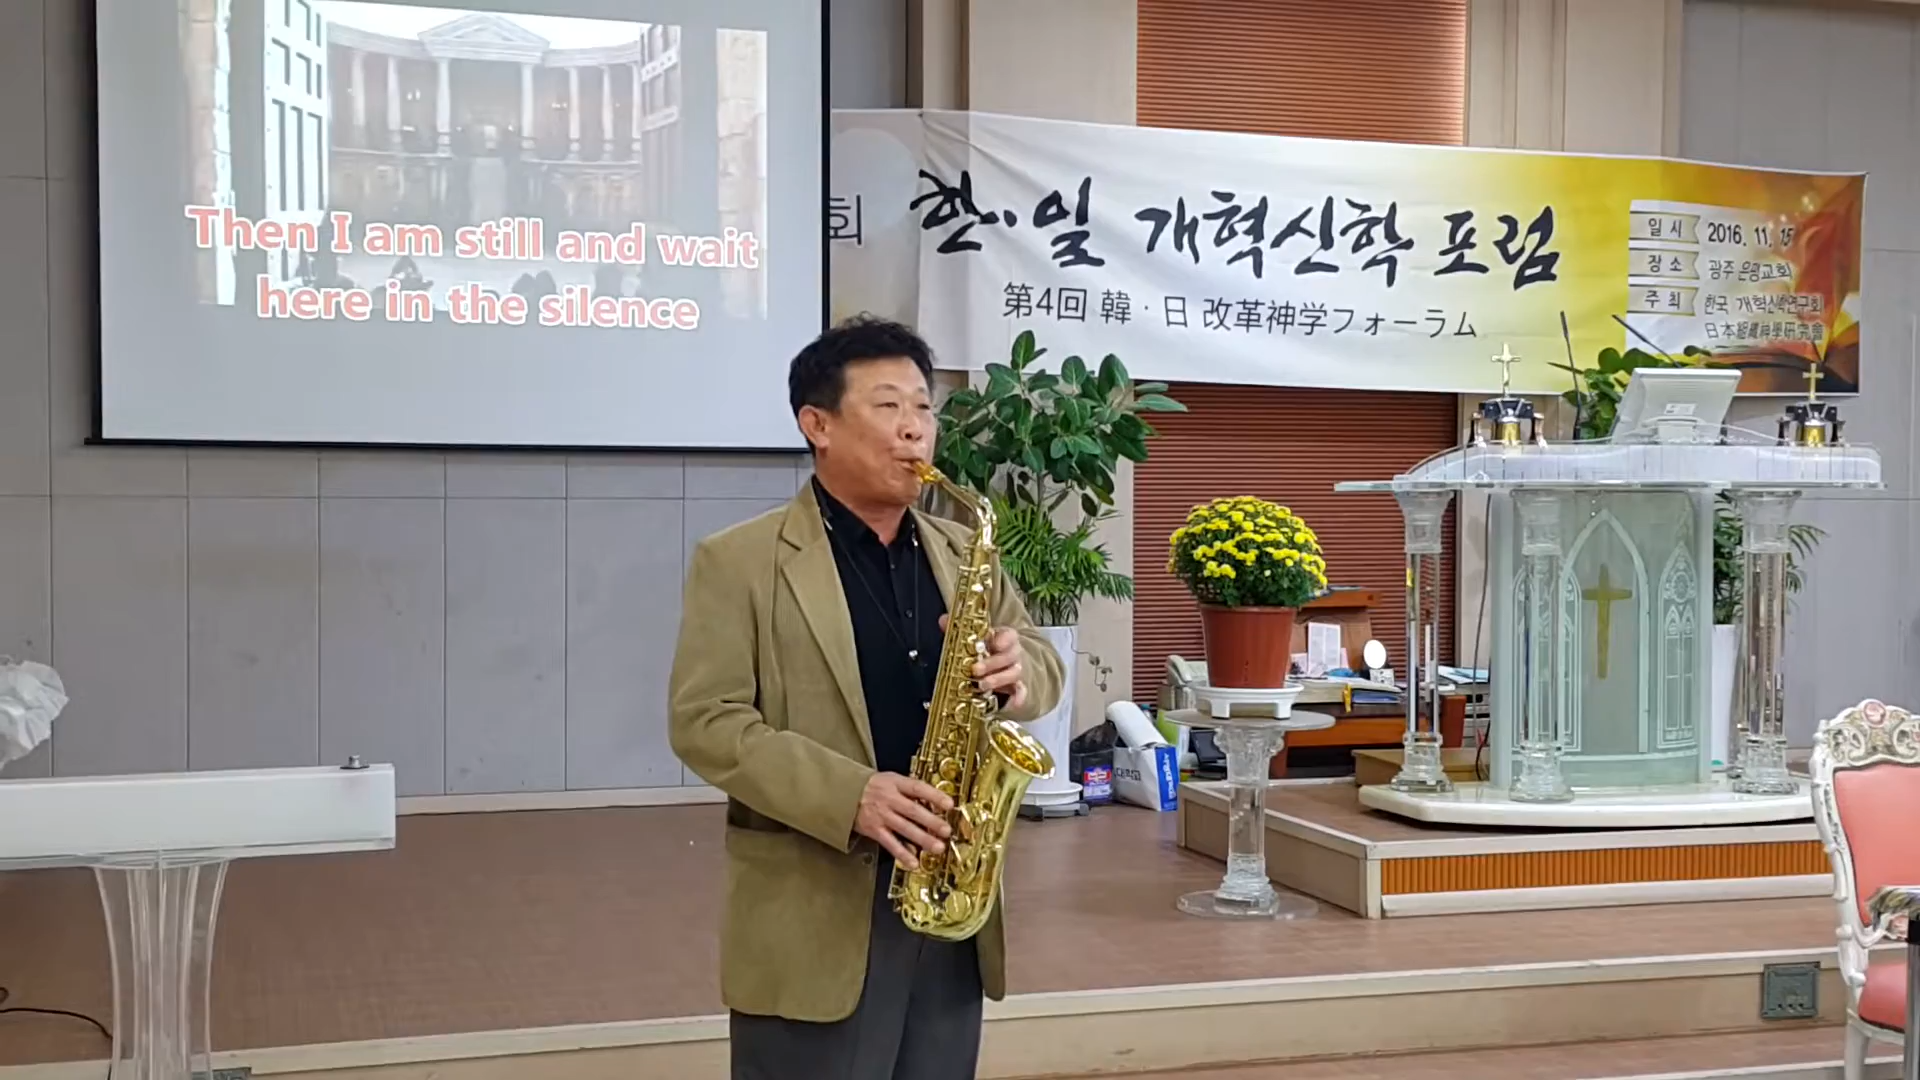 Then I am still and wait
here in the silence
회 한·일 개혁신학 포럼
第4回 韓·日 改革神学フォーラム
일 시 2016. 11. 15
장 소 광주 은광교회
주 최 한국 개혁신학연구회
日本組織神學研究會